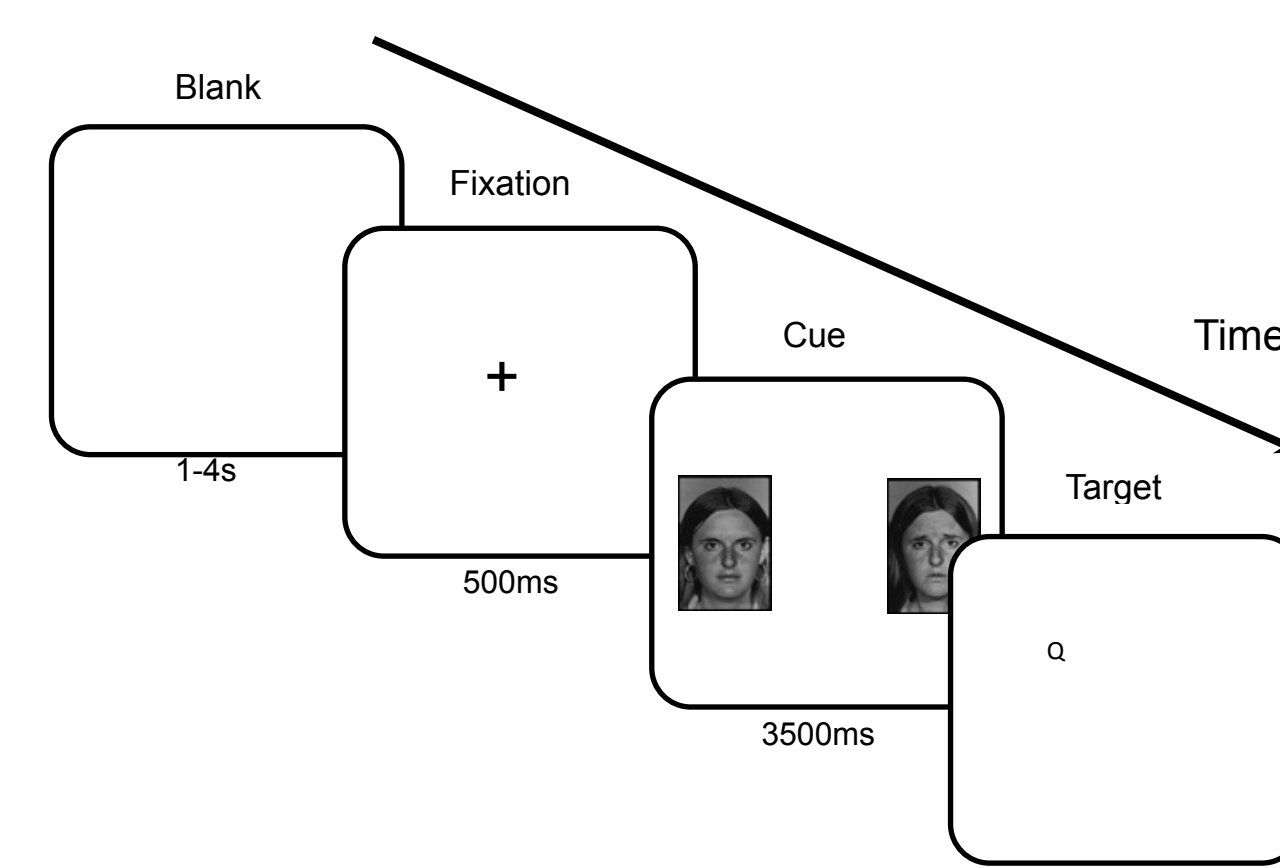 Blank
1-4s
Fixation
+
500ms
Cue
3500ms
Time
Target
Q